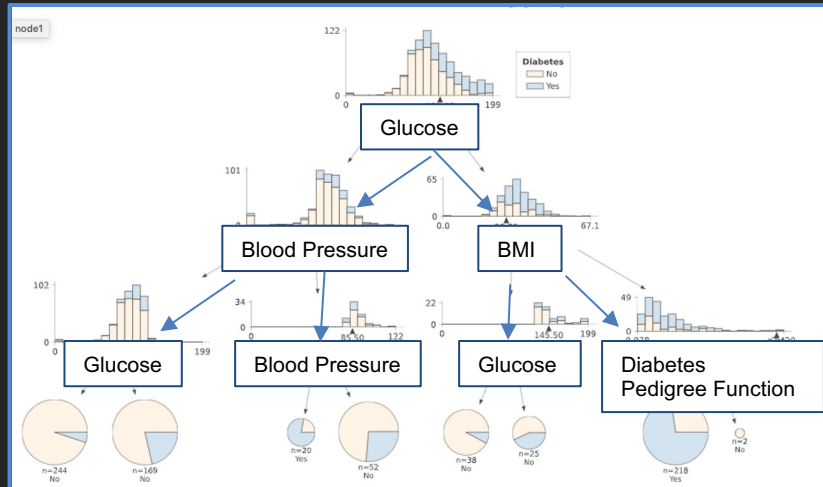 node1
122
Diabetes
No
Yes
0
0
199
Glucose
101
65
0
0
0.0
67.1
Blood Pressure
BMI
102
34
22
49
0
0
0
0
199
0
85.50
122
0
145.50
199
Glucose
Blood Pressure
Glucose
Diabetes
Pedigree Function
n=244
No
n=169
No
n=20
Yes
n=52
No
n=38
No
n=25
No
n=218
Yes
n=2
No